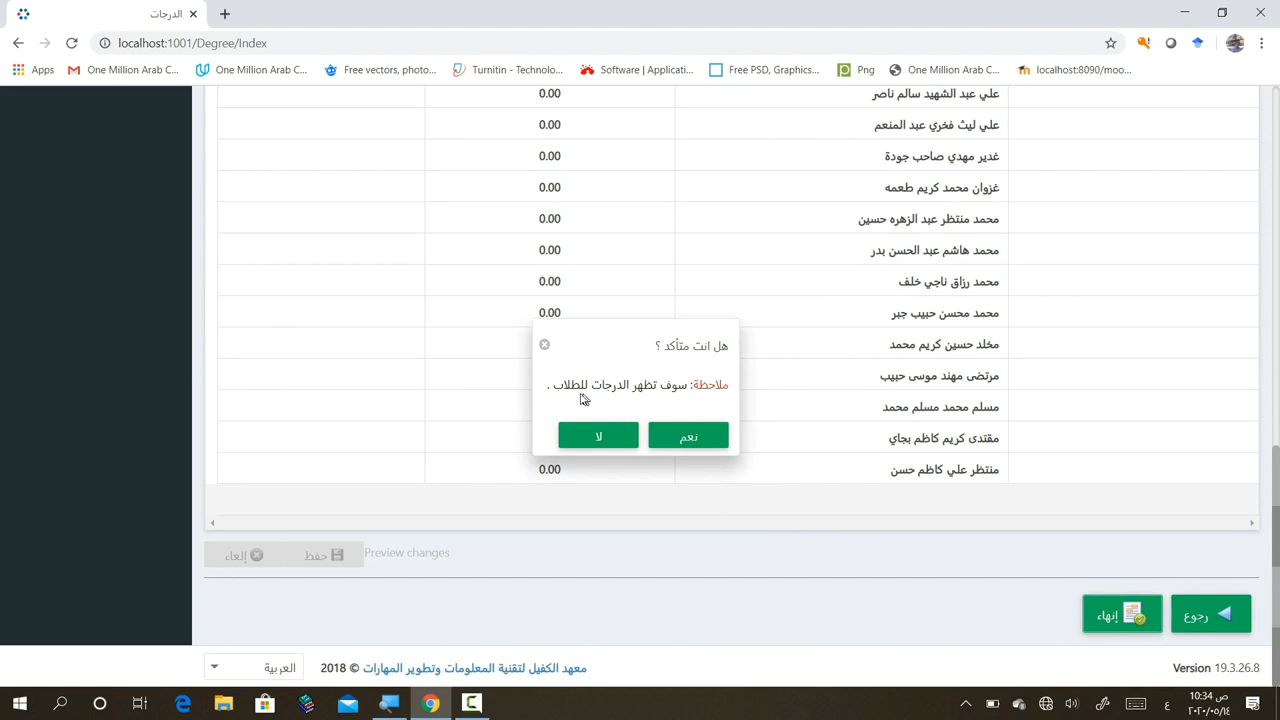 الدرجات
localhost:1001/Degree/Index
Apps
One Million Arab C...
One Million Arab C...
Free vectors, photo...
Turnitin - Technolo...
Software | Applicati...
Free PSD, Graphics...
Png
One Million Arab C...
localhost:8090/moo...
علي عبد الشهيد سالم ناصر 0.00
علي ليث فخري عبد المنعم 0.00
غدير مهدي صاحب جودة 0.00
غزوان محمد كريم طعمه 0.00
محمد منتظر عبد الزهره حسين 0.00
محمد هاشم عبد الحسن بدر 0.00
محمد رزاق ناجي خلف 0.00
محمد محسن حبيب جبر 0.00
مخلد حسين كريم محمد
مرتضى مهند موسى حبيب
مسلم محمد مسلم محمد
مقتدى كريم كاظم بجاي
منتظر علي كاظم حسن 0.00
هل انت متأكد ؟
ملاحظة: سوف تظهر الدرجات للطلاب .
نعم
لا
Preview changes
حفظ
إلغاء
رجوع
إنهاء
Version 19.3.26.8
معهد الكفيل لتقنية المعلومات وتطوير المهارات © 2018
العربية
10:34 ص
٢٠٢٠/٠٥/١٤
ع